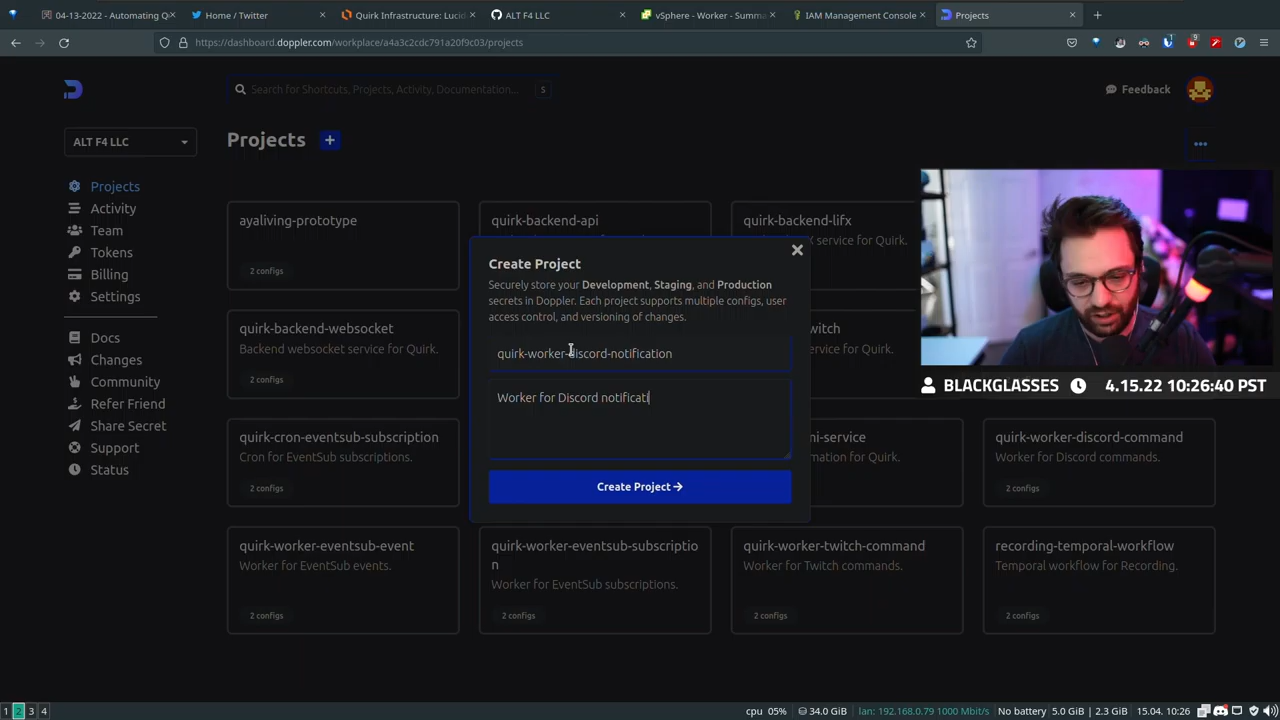 04-13-2022 - Automating Q
Home / Twitter
Quirk Infrastructure: Lucid
ALT F4 LLC
vSphere - Worker - Summa
IAM Management Console
Projects
https://dashboard.doppler.com/workplace/a4a3c2cdc791a20f9c03/projects
9
Search for Shortcuts, Projects, Activity, Documentation...
S
Feedback
ALT F4 LLC
Projects
Activity
Team
Tokens
Billing
Settings
Docs
Changes
Community
Refer Friend
Share Secret
Support
Status
Projects
ayaliving-prototype
2 configs
quirk-backend-api
quirk-backend-lifx
X service for Quirk.
quirk-backend-websocket
Backend websocket service for Quirk.
2 configs
witch
quirk-cron-eventsub-subscription
Cron for EventSub subscriptions.
2 configs
ni-service
mation for Quirk.
quirk-worker-discord-command
Worker for Discord commands.
2 configs
quirk-worker-eventsub-event
Worker for EventSub events.
2 configs
quirk-worker-eventsub-subscriptio
n
Worker for EventSub subscriptions.
2 configs
quirk-worker-twitch-command
Worker for Twitch commands.
2 configs
recording-temporal-workflow
Temporal workflow for Recording.
2 configs
Create Project
Securely store your Development, Staging, and Production
secrets in Doppler. Each project supports multiple configs, user
access control, and versioning of changes.
quirk-worker-discord-notification
Worker for Discord notificati
Create Project
BLACKGLASSES 4.15.22 10:26:40 PST
1 2 3 4
cpu 05% 34.0 GiB lan: 192.168.0.79 1000 Mbit/s No battery 5.0 GiB | 2.3 GiB 15.04. 10:26